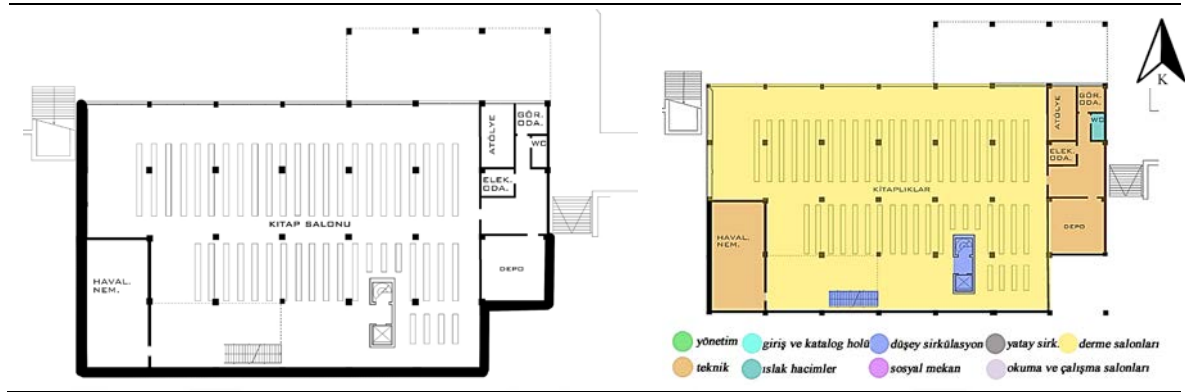 ATÖLYE
GÖR.
ODA.
WC
ELEK.
ODA.
KITAP SALONU
HAVAL.
NEM.
DEPO
K
ATÖLYE
GÖR.
ODA.
WC
ELEK.
ODA.
KİTAPLIKLAR
HAVAL.
NEM.
DEPO
yönetim giriş ve katalog holü düşey sirkülasyon yatay sirk. derme salonları
teknik ıslak hacimler sosyal mekan okuma ve çalışma salonları